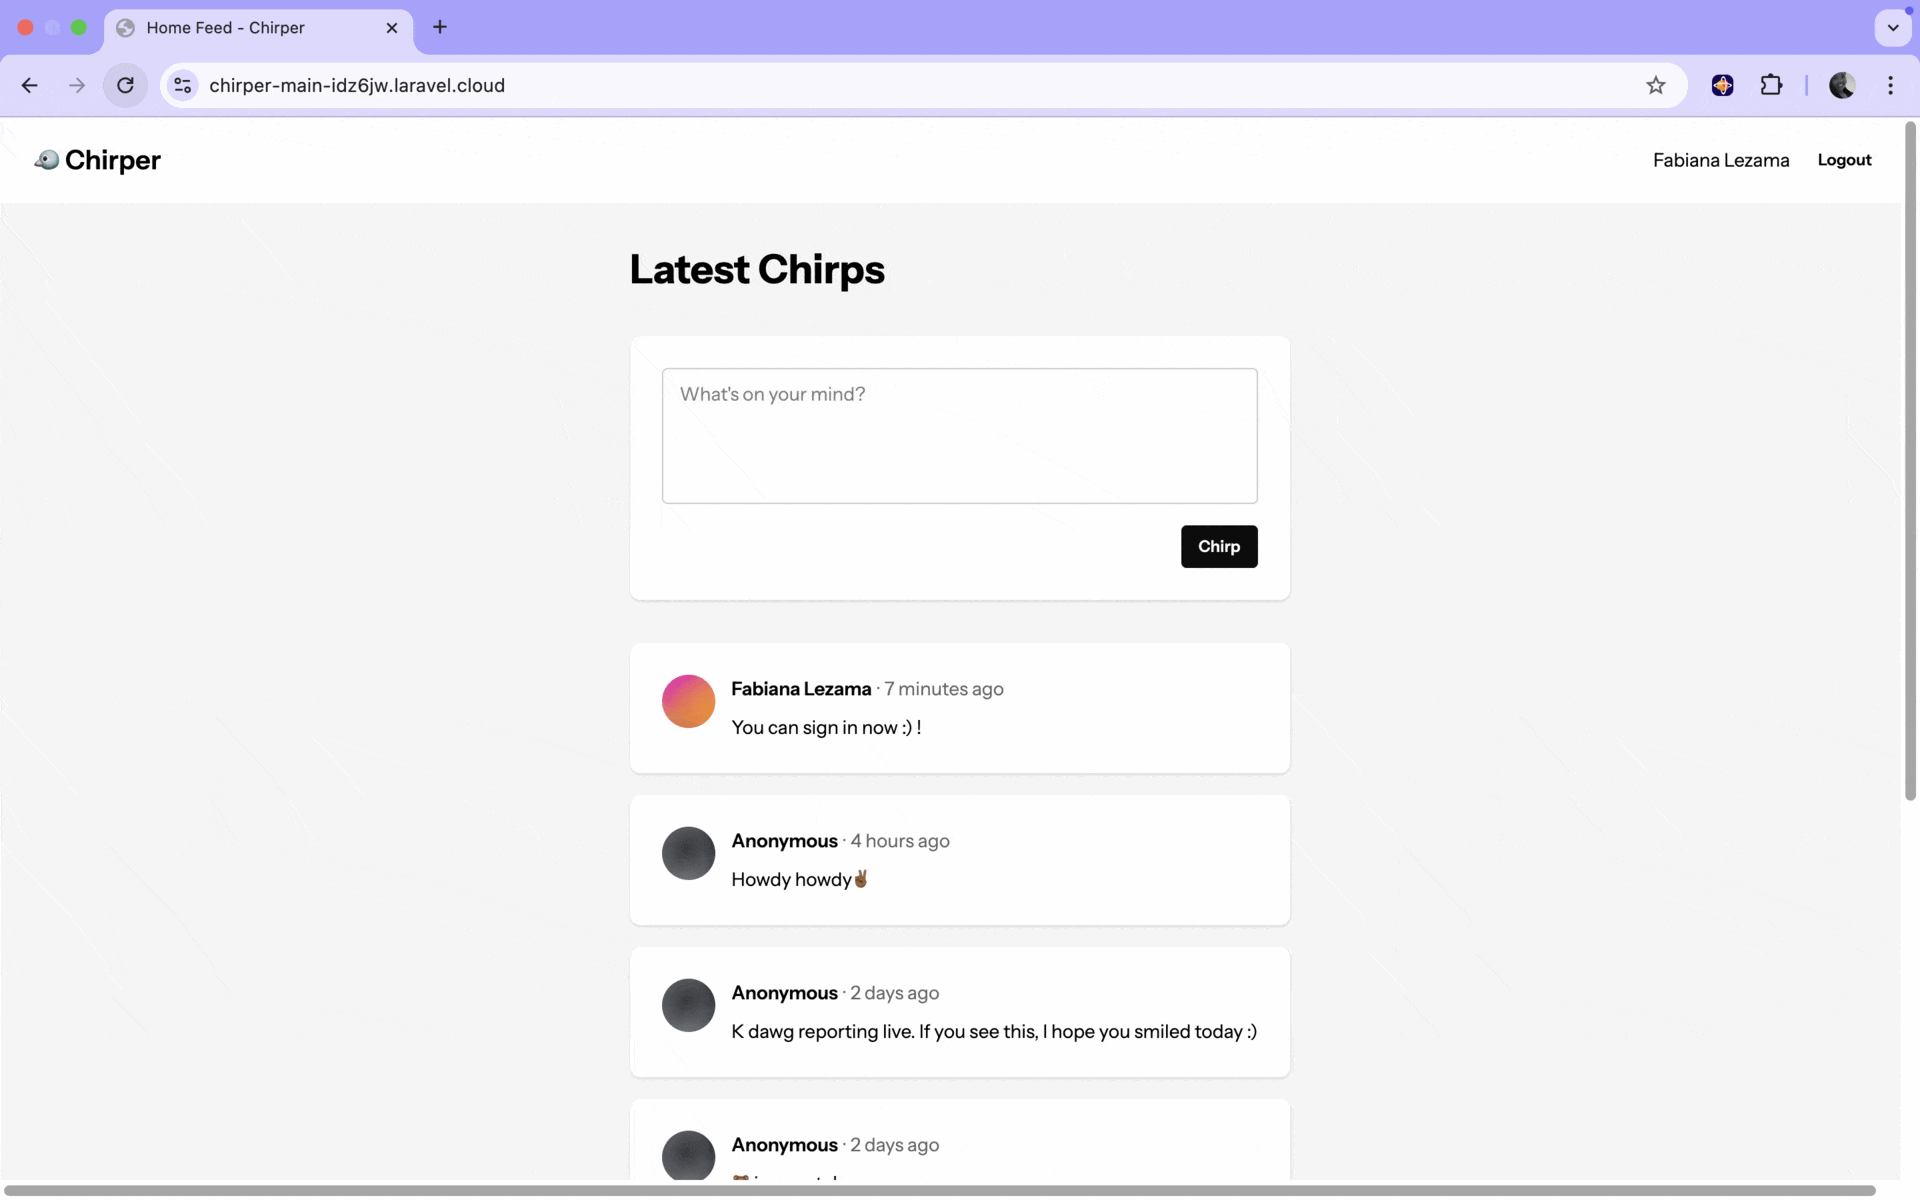 Home Feed - Chirper
chirper-main-idz6jw.laravel.cloud
Chirper
Fabiana Lezama
Logout
Latest Chirps
What's on your mind?
Chirp
Fabiana Lezama · 7 minutes ago
You can sign in now :) !
Anonymous · 4 hours ago
Howdy howdy✌🏾
Anonymous · 2 days ago
K dawg reporting live. If you see this, I hope you smiled today :)
Anonymous · 2 days ago